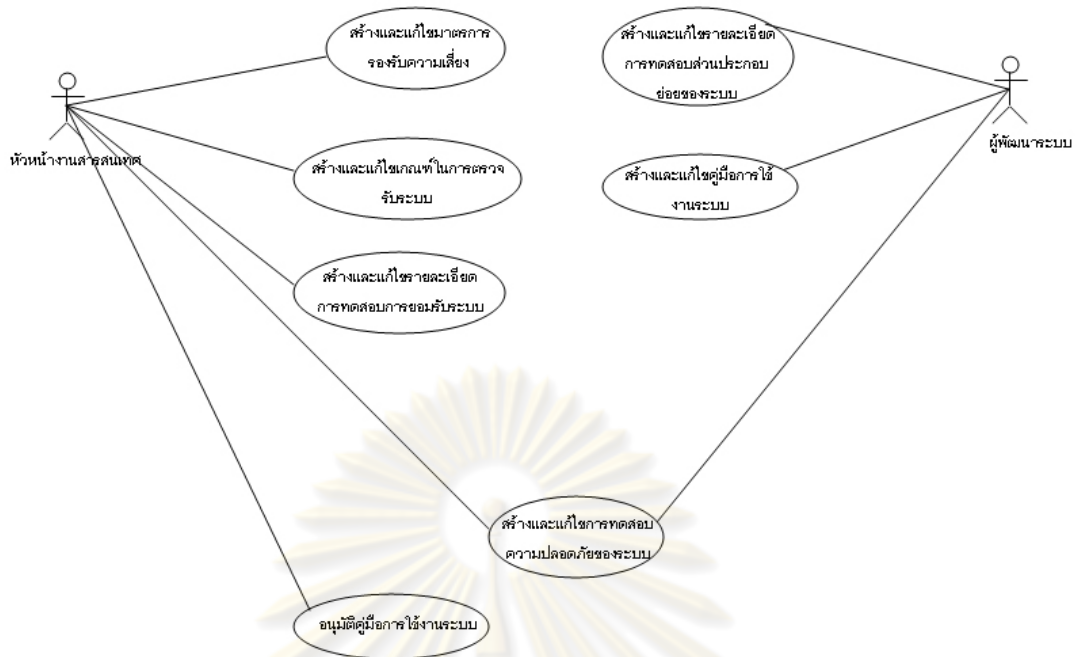 สร้างและแก้ไขมาตรการ
รองรับความเสี่ยง
สร้างและแก้ไขรายละเอียด
การทดสอบส่วนประกอบ
ย่อยของระบบ
หัวหน้างานสารสนเทศ
ผู้พัฒนาระบบ
สร้างและแก้ไขเกณฑ์ในการตรวจ
รับระบบ
สร้างและแก้ไขคู่มือการใช้
งานระบบ
สร้างและแก้ไขรายละเอียด
การทดสอบการยอมรับระบบ
สร้างและแก้ไขการทดสอบ
ความปลอดภัยของระบบ
อนุมัติคู่มือการใช้งานระบบ